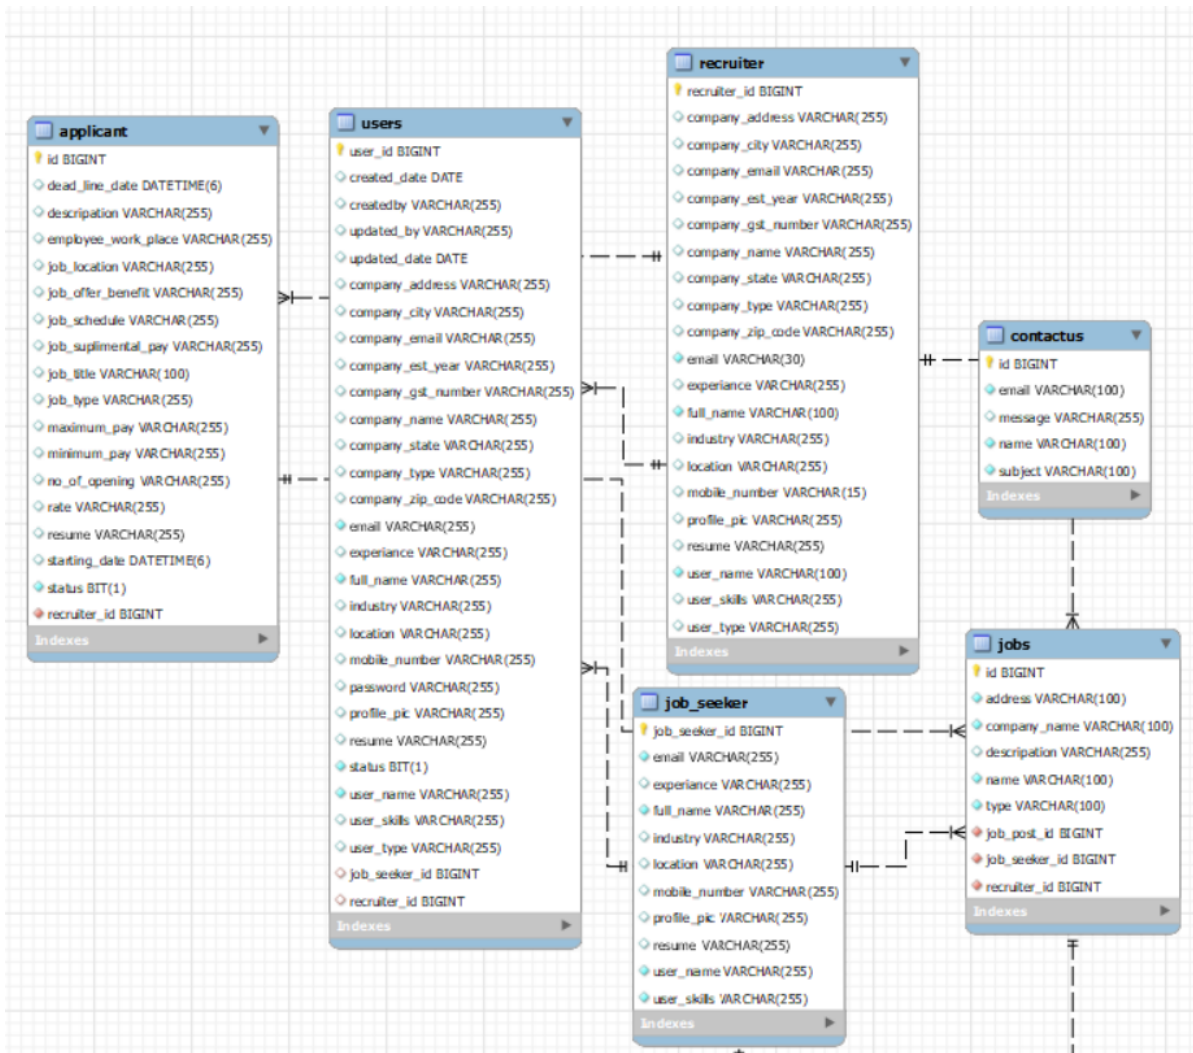 applicant
id BIGINT
dead_line_date DATETIME(6)
descripation VARCHAR(255)
employee_work_place VARCHAR(255)
job_location VARCHAR(255)
job_offer_benefit VARCHAR(255)
job_schedule VARCHAR(255)
job_suplimental_pay VARCHAR(255)
job_title VARCHAR(100)
job_type VARCHAR(255)
maximum_pay VARCHAR(255)
minimum_pay VARCHAR(255)
no_of_opening VARCHAR(255)
rate VARCHAR(255)
resume VARCHAR(255)
starting_date DATETIME(6)
status BIT(1)
recruiter_id BIGINT
Indexes
users
user_id BIGINT
created_date DATE
createdby VARCHAR(255)
updated_by VARCHAR(255)
updated_date DATE
company_address VARCHAR(255)
company_city VARCHAR(255)
company_email VARCHAR(255)
company_est_year VARCHAR(255)
company_gst_number VARCHAR(255)
company_name VARCHAR(255)
company_state VARCHAR(255)
company_type VARCHAR(255)
company_zip_code VARCHAR(255)
email VARCHAR(255)
experiance VARCHAR(255)
full_name VARCHAR(255)
industry VARCHAR(255)
location VARCHAR(255)
mobile_number VARCHAR(255)
password VARCHAR(255)
profile_pic VARCHAR(255)
resume VARCHAR(255)
status BIT(1)
user_name VARCHAR(255)
user_skills VARCHAR(255)
user_type VARCHAR(255)
job_seeker_id BIGINT
recruiter_id BIGINT
Indexes
recruiter
recruiter_id BIGINT
company_address VARCHAR(255)
company_city VARCHAR(255)
company_email VARCHAR(255)
company_est_year VARCHAR(255)
company_gst_number VARCHAR(255)
company_name VARCHAR(255)
company_state VARCHAR(255)
company_type VARCHAR(255)
company_zip_code VARCHAR(255)
email VARCHAR(30)
experiance VARCHAR(255)
full_name VARCHAR(100)
industry VARCHAR(255)
location VARCHAR(255)
mobile_number VARCHAR(15)
profile_pic VARCHAR(255)
resume VARCHAR(255)
user_name VARCHAR(100)
user_skills VARCHAR(255)
user_type VARCHAR(255)
Indexes
job_seeker
job_seeker_id BIGINT
email VARCHAR(255)
experiance VARCHAR(255)
full_name VARCHAR(255)
industry VARCHAR(255)
location VARCHAR(255)
mobile_number VARCHAR(255)
profile_pic VARCHAR(255)
resume VARCHAR(255)
user_name VARCHAR(255)
user_skills VARCHAR(255)
Indexes
contactus
id BIGINT
email VARCHAR(100)
message VARCHAR(255)
name VARCHAR(100)
subject VARCHAR(100)
Indexes
jobs
id BIGINT
address VARCHAR(100)
company_name VARCHAR(100)
descripation VARCHAR(255)
name VARCHAR(100)
type VARCHAR(100)
job_post_id BIGINT
job_seeker_id BIGINT
recruiter_id BIGINT
Indexes